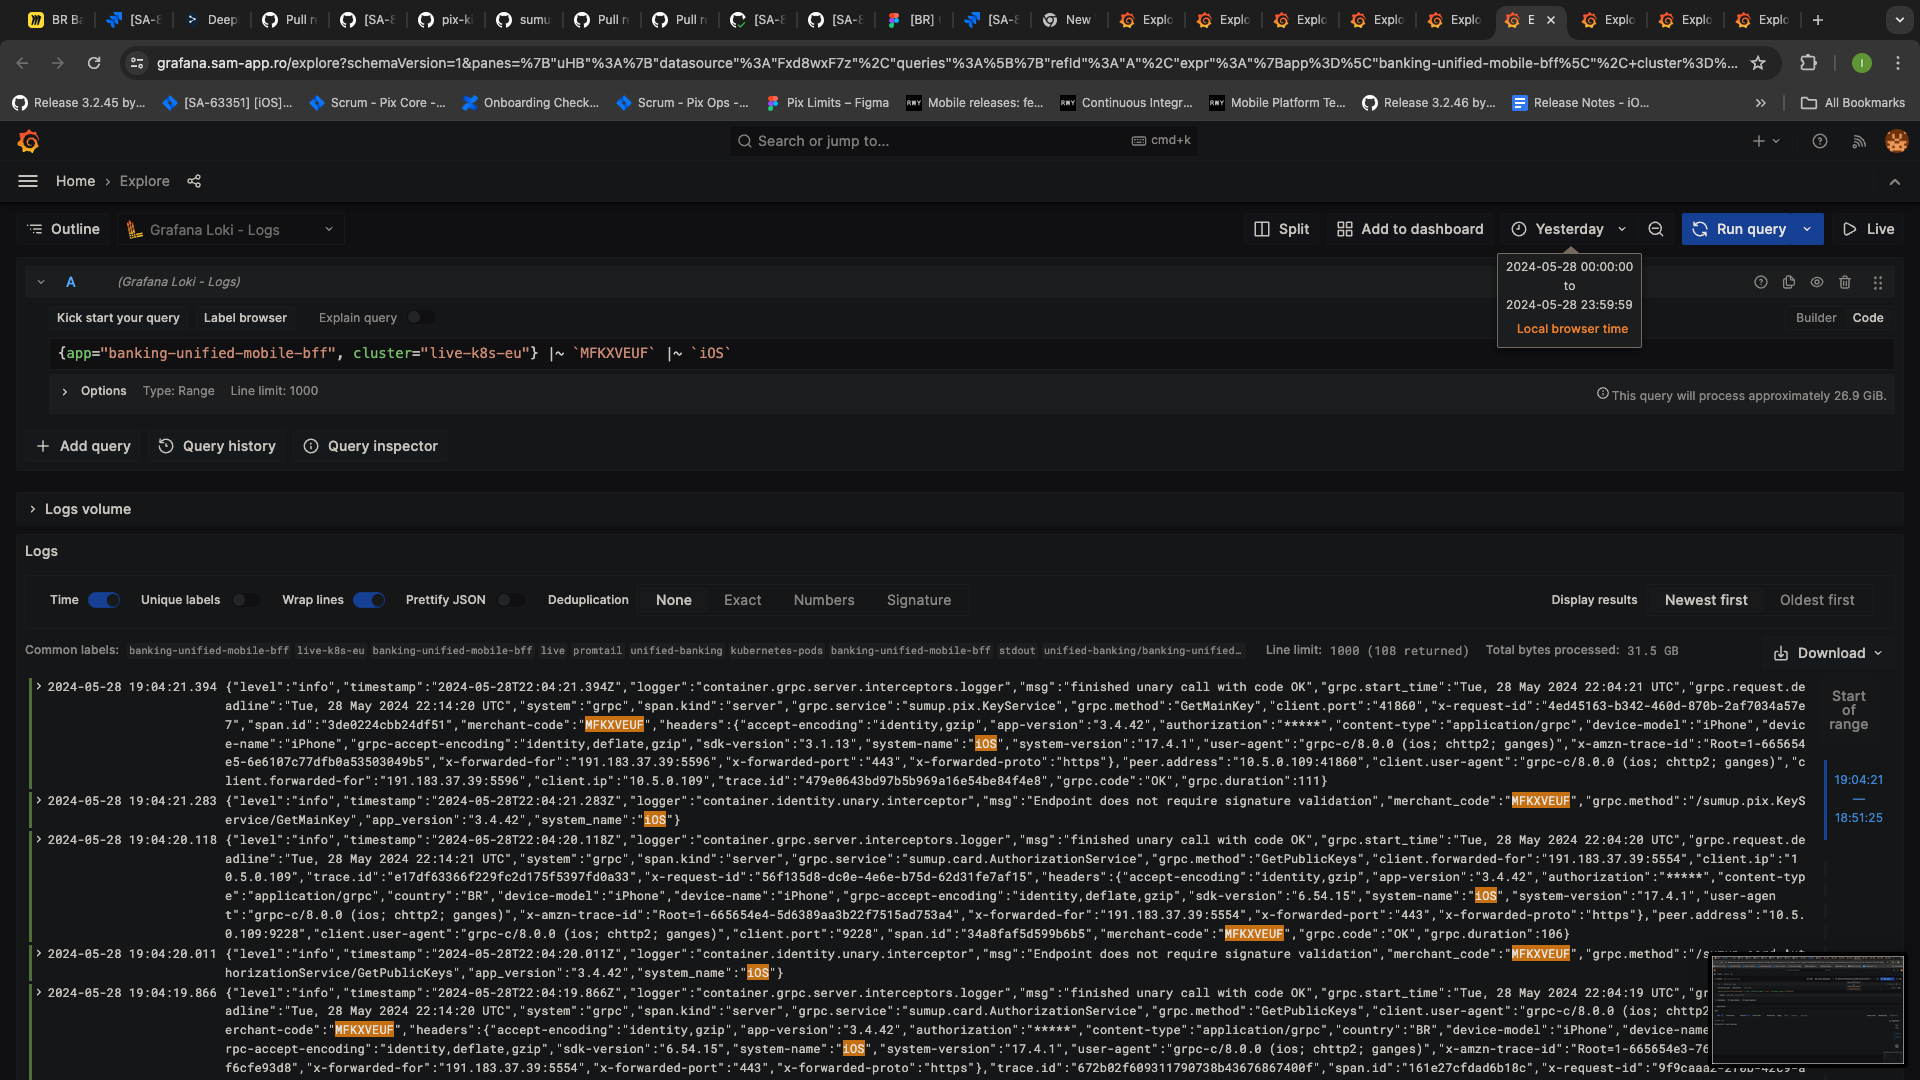 BR Ba
[SA-8
Deep
Pull re
[SA-8
pix-ki
sumu
Pull re
Pull re
[SA-8
[SA-8
[BR] (
[SA-8
New
Explo
Explo
Explo
Explo
Explo
E
Explo
Explo
Explo
grafana.sam-app.ro/explore?schemaVersion=1&panes=%7B"uHB"%3A%7B"datasource"%3A"Fxd8wxF7z"%2C"queries"%3A%5B%7B"refId"%3A"A"%2C"expr"%3A"%7Bapp%3D%5C"banking-unified-mobile-bff%5C"%2C+cluster%3D%...
Release 3.2.45 by...
[SA-63351] [iOS]...
Scrum - Pix Core -...
Onboarding Check...
Scrum - Pix Ops -...
Pix Limits – Figma
RWY Mobile releases: fe...
RWY Continuous Integr...
RWY Mobile Platform Te...
Release 3.2.46 by...
Release Notes - iO...
»
All Bookmarks
Search or jump to...
cmd+k
Home › Explore
Outline
Grafana Loki - Logs
Split
Add to dashboard
Yesterday
Run query
Live
2024-05-28 00:00:00
to
2024-05-28 23:59:59
Local browser time
A (Grafana Loki - Logs)
Kick start your query
Label browser
Explain query
Builder
Code
{app="banking-unified-mobile-bff", cluster="live-k8s-eu"} |~ `MFKXVEUF` |~ `iOS`
Options Type: Range Line limit: 1000
This query will process approximately 26.9 GiB.
+ Add query
Query history
Query inspector
Logs volume
Logs
Time
Unique labels
Wrap lines
Prettify JSON
Deduplication
None
Exact
Numbers
Signature
Display results
Newest first
Oldest first
Common labels: banking-unified-mobile-bff live-k8s-eu banking-unified-mobile-bff live promtail unified-banking kubernetes-pods banking-unified-mobile-bff stdout unified-banking/banking-unified…
Line limit: 1000 (108 returned)
Total bytes processed: 31.5 GB
Download
2024-05-28 19:04:21.394 {"level":"info","timestamp":"2024-05-28T22:04:21.394Z","logger":"container.grpc.server.interceptors.logger","msg":"finished unary call with code OK","grpc.start_time":"Tue, 28 May 2024 22:04:21 UTC","grpc.request.de
adline":"Tue, 28 May 2024 22:14:20 UTC","system":"grpc","span.kind":"server","grpc.service":"sumup.pix.KeyService","grpc.method":"GetMainKey","client.port":"41860","x-request-id":"4ed45163-b342-460d-870b-2af7034a57e
7","span.id":"3de0224cbb24df51","merchant-code":"MFKXVEUF","headers":{"accept-encoding":"identity,gzip","app-version":"3.4.42","authorization":"*****","content-type":"application/grpc","device-model":"iPhone","devic
e-name":"iPhone","grpc-accept-encoding":"identity,deflate,gzip","sdk-version":"3.1.13","system-name":"iOS","system-version":"17.4.1","user-agent":"grpc-c/8.0.0 (ios; chttp2; ganges)","x-amzn-trace-id":"Root=1-665654
e5-6e6107c77dfb0a53503049b5","x-forwarded-for":"191.183.37.39:5596","x-forwarded-port":"443","x-forwarded-proto":"https"},"peer.address":"10.5.0.109:41860","client.user-agent":"grpc-c/8.0.0 (ios; chttp2; ganges)","c
lient.forwarded-for":"191.183.37.39:5596","client.ip":"10.5.0.109","trace.id":"479e0643bd97b5b969a16e54be84f4e8","grpc.code":"OK","grpc.duration":111}
2024-05-28 19:04:21.283 {"level":"info","timestamp":"2024-05-28T22:04:21.283Z","logger":"container.identity.unary.interceptor","msg":"Endpoint does not require signature validation","merchant_code":"MFKXVEUF","grpc.method":"/sumup.pix.KeyS
ervice/GetMainKey","app_version":"3.4.42","system_name":"iOS"}
2024-05-28 19:04:20.118 {"level":"info","timestamp":"2024-05-28T22:04:20.118Z","logger":"container.grpc.server.interceptors.logger","msg":"finished unary call with code OK","grpc.start_time":"Tue, 28 May 2024 22:04:20 UTC","grpc.request.de
adline":"Tue, 28 May 2024 22:14:21 UTC","system":"grpc","span.kind":"server","grpc.service":"sumup.card.AuthorizationService","grpc.method":"GetPublicKeys","client.forwarded-for":"191.183.37.39:5554","client.ip":"10
.5.0.109","trace.id":"e17df63366f229fc2d175f5397fd0a33","x-request-id":"56f135d8-dc0e-4e6e-b75d-62d31fe7af15","headers":{"accept-encoding":"identity,gzip","app-version":"3.4.42","authorization":"*****","content-typ
e":"application/grpc","country":"BR","device-model":"iPhone","device-name":"iPhone","grpc-accept-encoding":"identity,deflate,gzip","sdk-version":"6.54.15","system-name":"iOS","system-version":"17.4.1","user-agen
t":"grpc-c/8.0.0 (ios; chttp2; ganges)","x-amzn-trace-id":"Root=1-665654e4-5d6389aa3b22f7515ad753a4","x-forwarded-for":"191.183.37.39:5554","x-forwarded-port":"443","x-forwarded-proto":"https"},"peer.address":"10.5.
0.109:9228","client.user-agent":"grpc-c/8.0.0 (ios; chttp2; ganges)","client.port":"9228","span.id":"34a8faf5d599b6b5","merchant-code":"MFKXVEUF","grpc.code":"OK","grpc.duration":106}
2024-05-28 19:04:20.011 {"level":"info","timestamp":"2024-05-28T22:04:20.011Z","logger":"container.identity.unary.interceptor","msg":"Endpoint does not require signature validation","merchant_code":"MFKXVEUF","grpc.method":"/sumup.card.Aut
horizationService/GetPublicKeys","app_version":"3.4.42","system_name":"iOS"}
2024-05-28 19:04:19.866 {"level":"info","timestamp":"2024-05-28T22:04:19.866Z","logger":"container.grpc.server.interceptors.logger","msg":"finished unary call with code OK","grpc.start_time":"Tue, 28 May 2024 22:04:19 UTC","gr
adline":"Tue, 28 May 2024 22:14:20 UTC","system":"grpc","span.kind":"server","grpc.service":"sumup.card.AuthorizationService","grpc.method":"GetPublicKeys","client.user-agent":"grpc-c/8.0.0 (ios; chttp2
erchant-code":"MFKXVEUF","headers":{"accept-encoding":"identity,gzip","app-version":"3.4.42","authorization":"*****","content-type":"application/grpc","country":"BR","device-model":"iPhone","device-name
rpc-accept-encoding":"identity,deflate,gzip","sdk-version":"6.54.15","system-name":"iOS","system-version":"17.4.1","user-agent":"grpc-c/8.0.0 (ios; chttp2; ganges)","x-amzn-trace-id":"Root=1-665654e3-76
f6cfe93d8","x-forwarded-for":"191.183.37.39:5554","x-forwarded-port":"443","x-forwarded-proto":"https"},"trace.id":"672b02f609311790738b43676867400f","span.id":"161e27cfdad6b18c","x-request-id":
Start
of
range
19:04:21
—
18:51:25